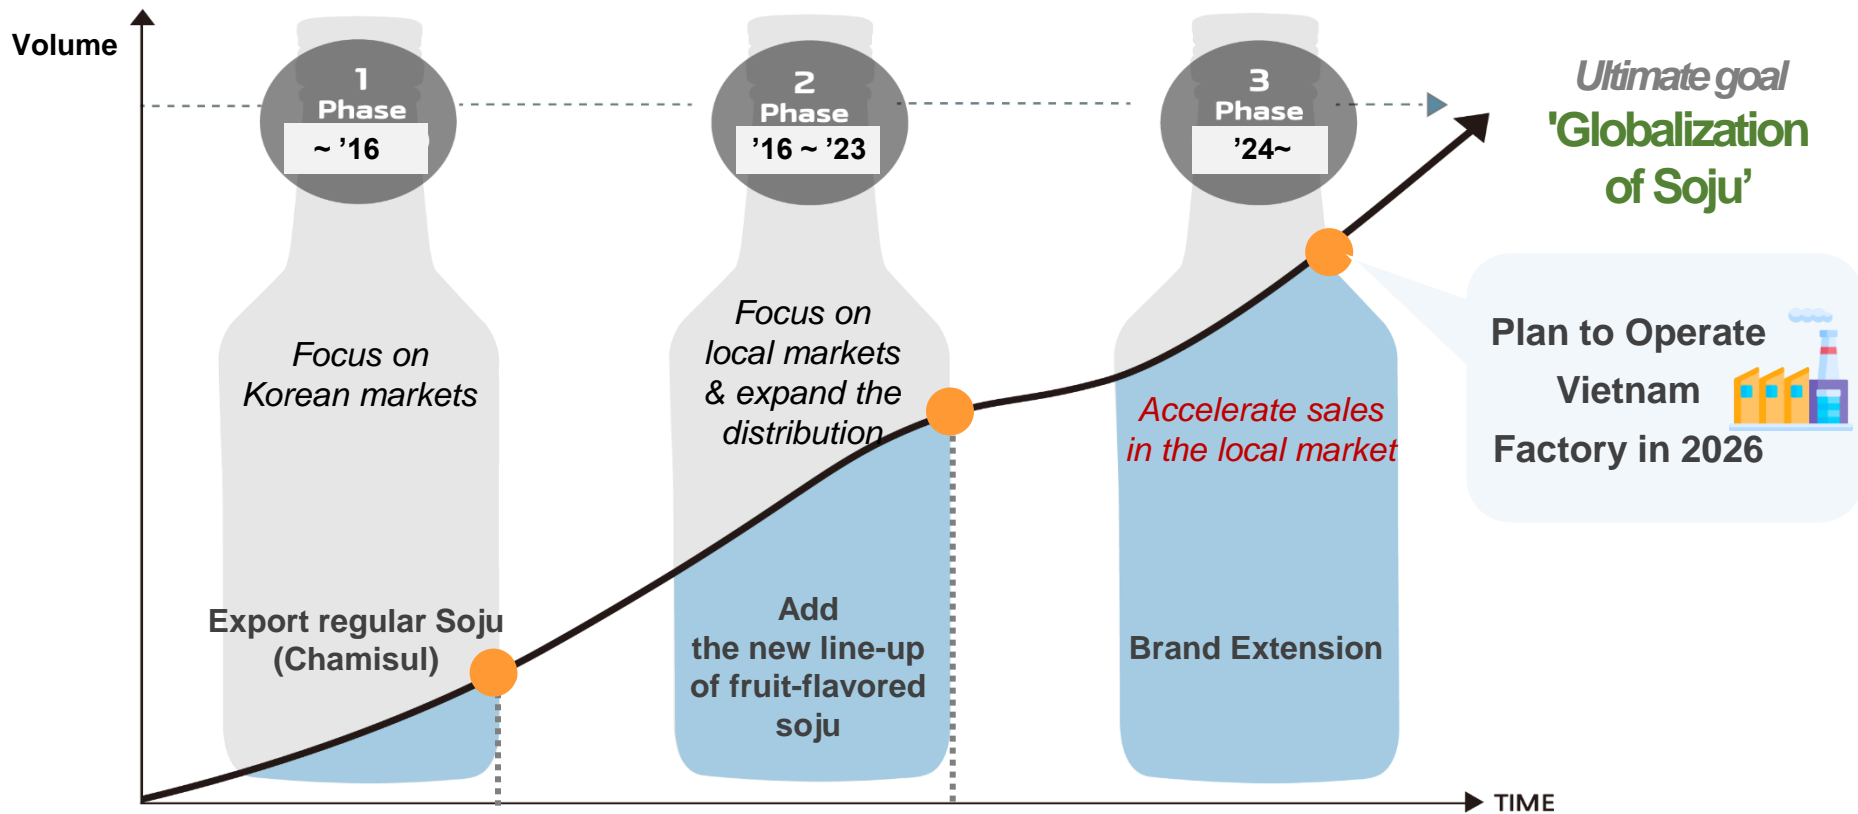 Volume
1
Phase
~ ’16
2
Phase
’16 ~ ’23
3
Phase
’24~
Ultimate goal
'Globalization
of Soju’
Focus on
Korean markets
Focus on
local markets
& expand the
distribution
Accelerate sales
in the local market
Plan to Operate
Vietnam
Factory in 2026
Export regular Soju
(Chamisul)
Add
the new line-up
of fruit-flavored
soju
Brand Extension
TIME